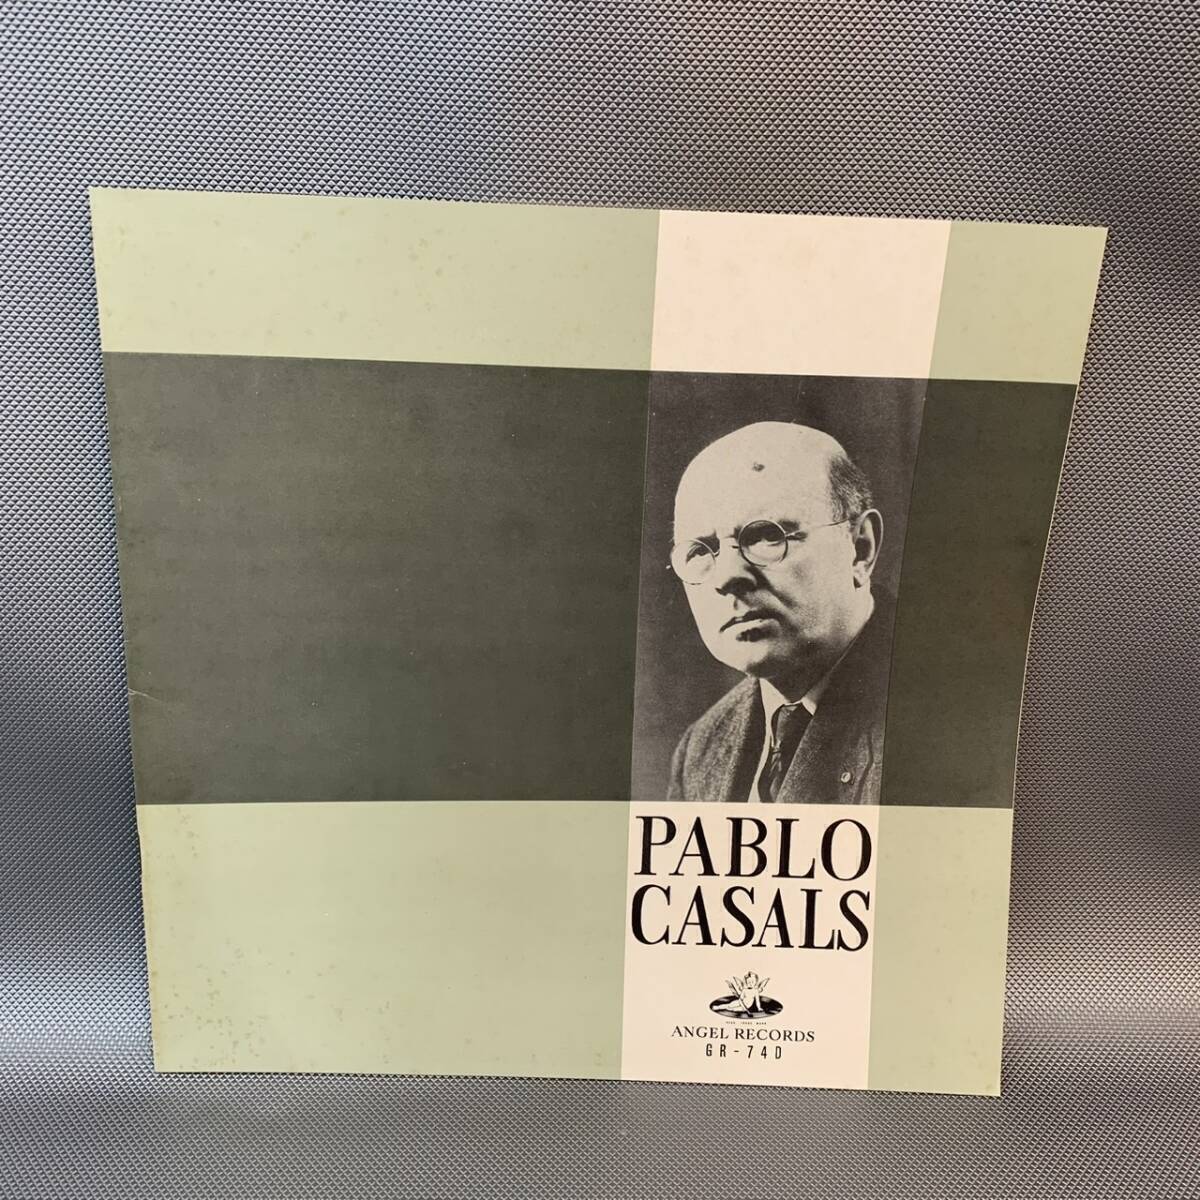 PABLO
CASALS
ANGEL RECORDS
GR-74D